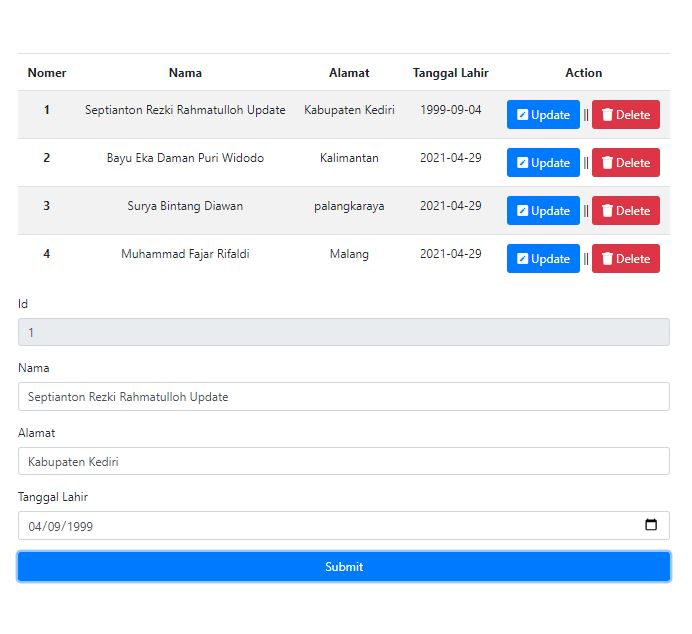 Nomer Nama Alamat Tanggal Lahir Action
1 Septianton Rezki Rahmatulloh Update Kabupaten Kediri 1999-09-04 Update || Delete
2 Bayu Eka Daman Puri Widodo Kalimantan 2021-04-29 Update || Delete
3 Surya Bintang Diawan palangkaraya 2021-04-29 Update || Delete
4 Muhammad Fajar Rifaldi Malang 2021-04-29 Update || Delete
Id
1
Nama
Septianton Rezki Rahmatulloh Update
Alamat
Kabupaten Kediri
Tanggal Lahir
04/09/1999
Submit